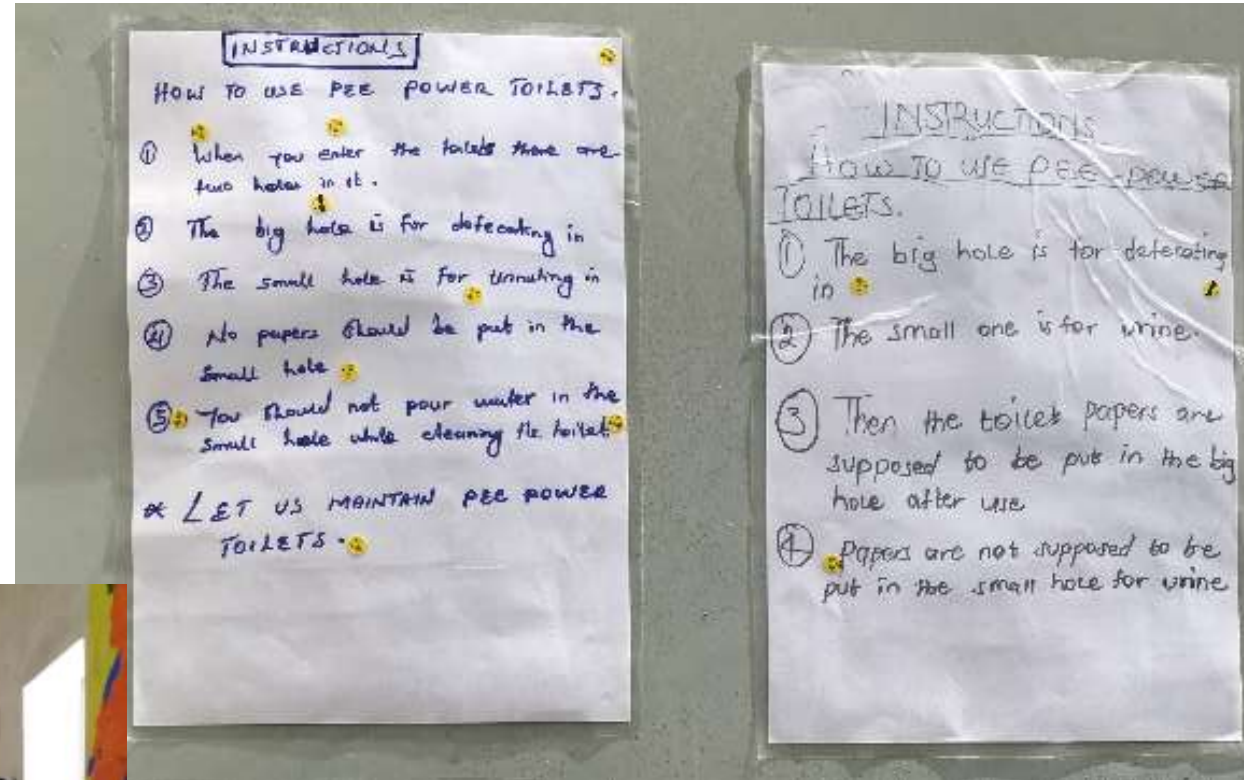 INSTRUCTIONS
HOW TO USE PEE POWER TOILETS.
① When you enter the toilets there are
two holes in it.
② The big hole is for defecating in
③ The small hole is for Urinating in
④ No papers should be put in the
small hole
⑤ You should not pour water in the
small hole while cleaning the toilet
* LET US MAINTAIN PEE POWER
TOILETS.
INSTRUCTIONS
HOW TO USE PEE-POWER
TOILETS.
① The big hole is for defecating
in
② The small one is for urine.
③ Then the toilet papers are
supposed to be put in the big
hole after use
④ Papers are not supposed to be
put in the small hole for urine